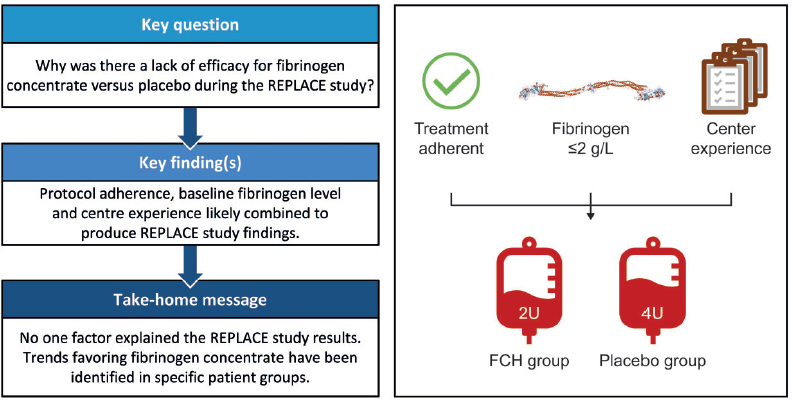 Key question
Why was there a lack of efficacy for fibrinogen
concentrate versus placebo during the REPLACE study?
Key finding(s)
Protocol adherence, baseline fibrinogen level
and centre experience likely combined to
produce REPLACE study findings.
Take-home message
No one factor explained the REPLACE study results.
Trends favoring fibrinogen concentrate have been
identified in specific patient groups.
Treatment
adherent
Fibrinogen
≤2 g/L
Center
experience
2U
4U
FCH group
Placebo group